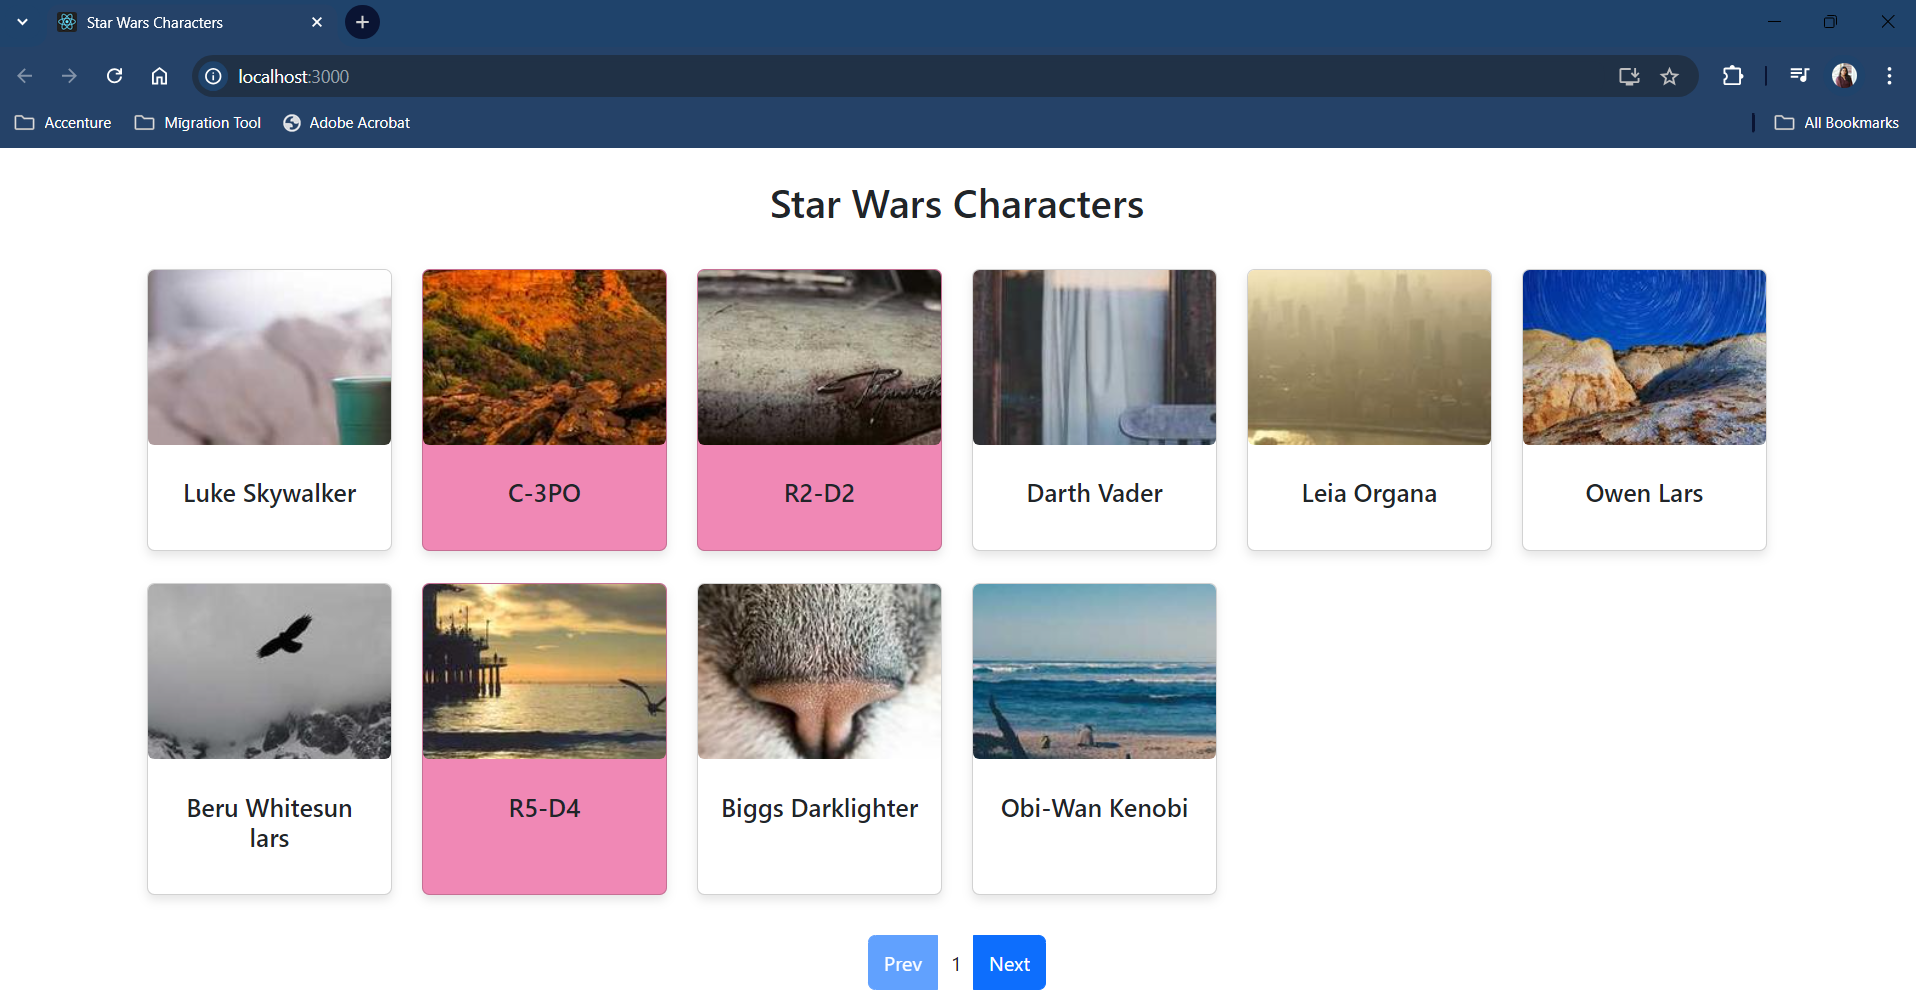 Star Wars Characters
localhost:3000
Accenture
Migration Tool
Adobe Acrobat
All Bookmarks
Star Wars Characters
Luke Skywalker
C-3PO
R2-D2
Darth Vader
Leia Organa
Owen Lars
Beru Whitesun
lars
R5-D4
Biggs Darklighter
Obi-Wan Kenobi
Prev
1
Next